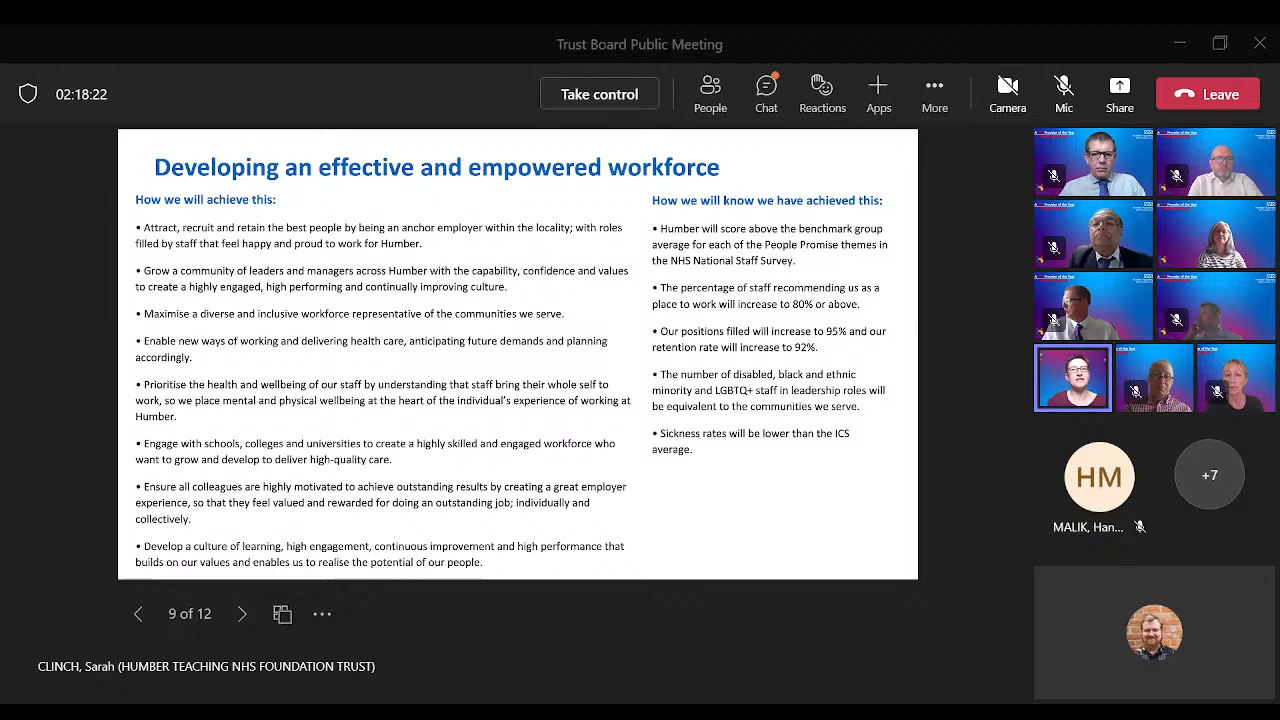 Trust Board Public Meeting
02:18:22
Take control
People
Chat
Reactions
Apps
More
Camera
Mic
Share
Leave
Developing an effective and empowered workforce
How we will achieve this:
• Attract, recruit and retain the best people by being an anchor employer within the locality; with roles
filled by staff that feel happy and proud to work for Humber.
• Grow a community of leaders and managers across Humber with the capability, confidence and values
to create a highly engaged, high performing and continually improving culture.
• Maximise a diverse and inclusive workforce representative of the communities we serve.
• Enable new ways of working and delivering health care, anticipating future demands and planning
accordingly.
• Prioritise the health and wellbeing of our staff by understanding that staff bring their whole self to
work, so we place mental and physical wellbeing at the heart of the individual's experience of working at
Humber.
• Engage with schools, colleges and universities to create a highly skilled and engaged workforce who
want to grow and develop to deliver high-quality care.
• Ensure all colleagues are highly motivated to achieve outstanding results by creating a great employer
experience, so that they feel valued and rewarded for doing an outstanding job; individually and
collectively.
• Develop a culture of learning, high engagement, continuous improvement and high performance that
builds on our values and enables us to realise the potential of our people.
How we will know we have achieved this:
• Humber will score above the benchmark group
average for each of the People Promise themes in
the NHS National Staff Survey.
• The percentage of staff recommending us as a
place to work will increase to 80% or above.
• Our positions filled will increase to 95% and our
retention rate will increase to 92%.
• The number of disabled, black and ethnic
minority and LGBTQ+ staff in leadership roles will
be equivalent to the communities we serve.
• Sickness rates will be lower than the ICS
average.
HM
+7
MALIK, Han...
9 of 12
CLINCH, Sarah (HUMBER TEACHING NHS FOUNDATION TRUST)